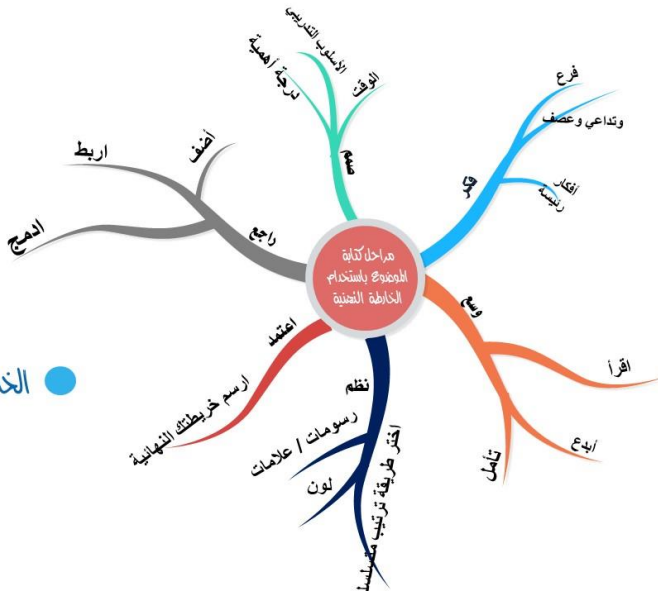 مراحل كتابة
الموضوع باستخدام
الخارطة الذهنية
فكر
فرع
وتداعي وعصف
أفكار
رئيسة
وسع
اقرأ
أبدع
تأمل
نظم
رسومات / علامات
لون
اختر طريقة ترتيب متسلسل
اعتمد
ارسم خريطتك النهائية
راجع
أضف
اربط
ادمج
صمم
درجة أهمية
الأسلوب التدريبي
الوقت